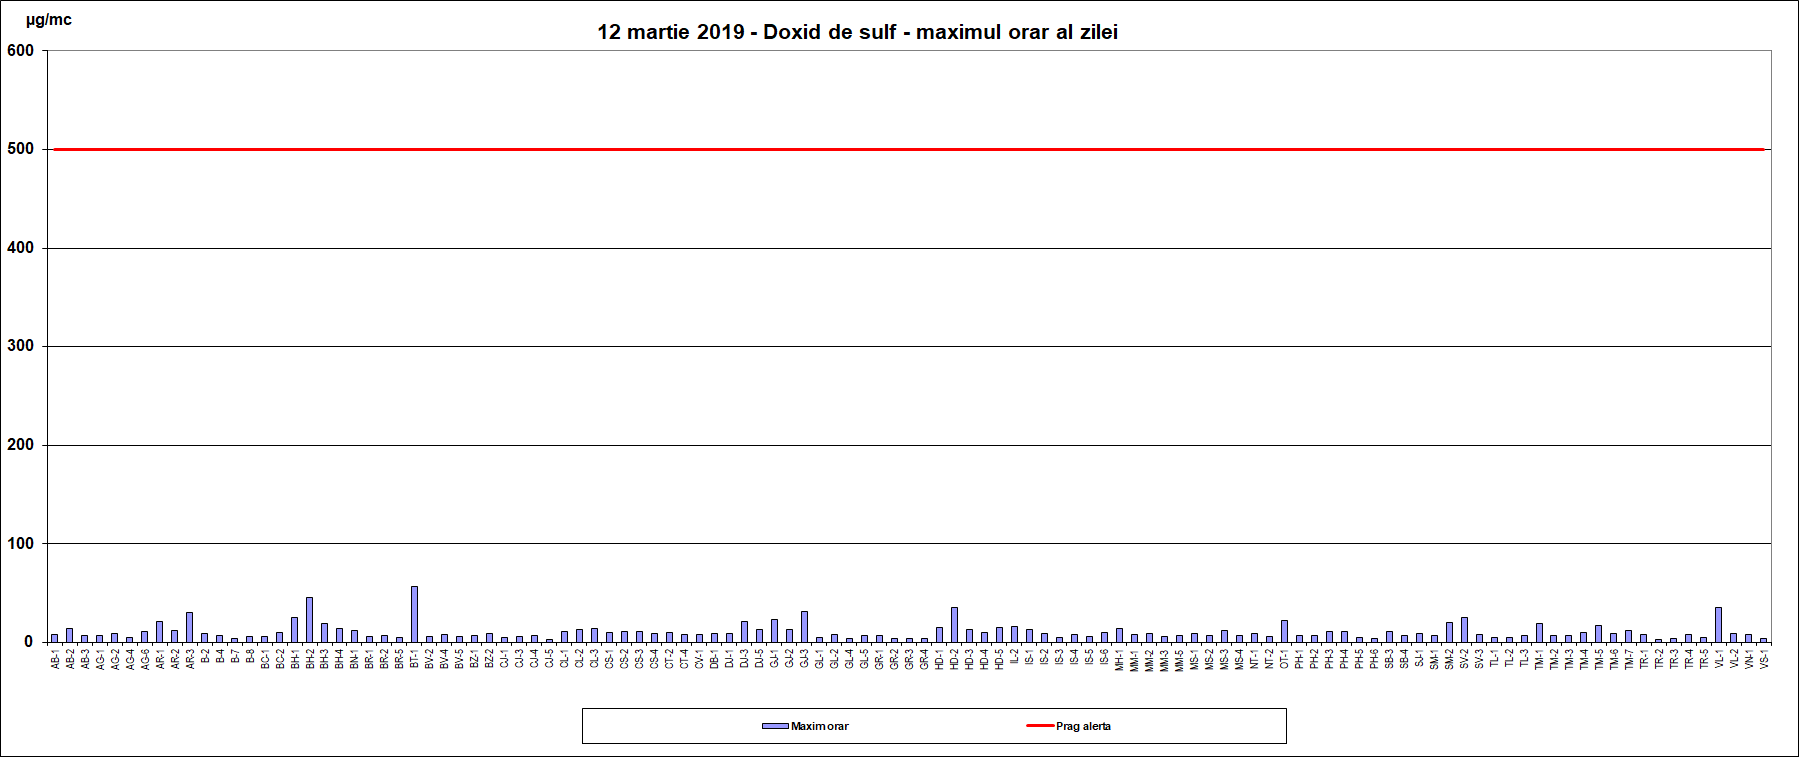 µg/mc
12 martie 2019 - Doxid de sulf - maximul orar al zilei
600
500
400
300
200
100
0
AB-1 AB-2 AB-3 AG-1 AG-2 AG-4 AG-6 AR-1 AR-2 AR-3 B-2 B-4 B-7 B-8 BC-1 BC-2 BH-1 BH-2 BH-3 BH-4 BN-1 BR-1 BR-2 BR-5 BT-1 BV-2 BV-4 BV-5 BZ-1 BZ-2 CJ-1 CJ-3 CJ-4 CJ-5 CL-1 CL-2 CL-3 CS-1 CS-2 CS-3 CS-4 CT-2 CT-4 CV-1 DB-1 DJ-1 DJ-3 DJ-5 GJ-1 GJ-2 GJ-3 GL-1 GL-2 GL-4 GL-5 GR-1 GR-2 GR-3 GR-4 HD-1 HD-2 HD-3 HD-4 HD-5 IL-2 IS-1 IS-2 IS-3 IS-4 IS-5 IS-6 MH-1 MM-1 MM-2 MM-3 MM-5 MS-1 MS-2 MS-3 MS-4 NT-1 NT-2 OT-1 PH-1 PH-2 PH-3 PH-4 PH-5 PH-6 SB-3 SB-4 SJ-1 SM-1 SM-2 SV-2 SV-3 TL-1 TL-2 TL-3 TM-1 TM-2 TM-3 TM-4 TM-5 TM-6 TM-7 TR-1 TR-2 TR-3 TR-4 TR-5 VL-1 VL-2 VN-1 VS-1
Maxim orar Prag alerta